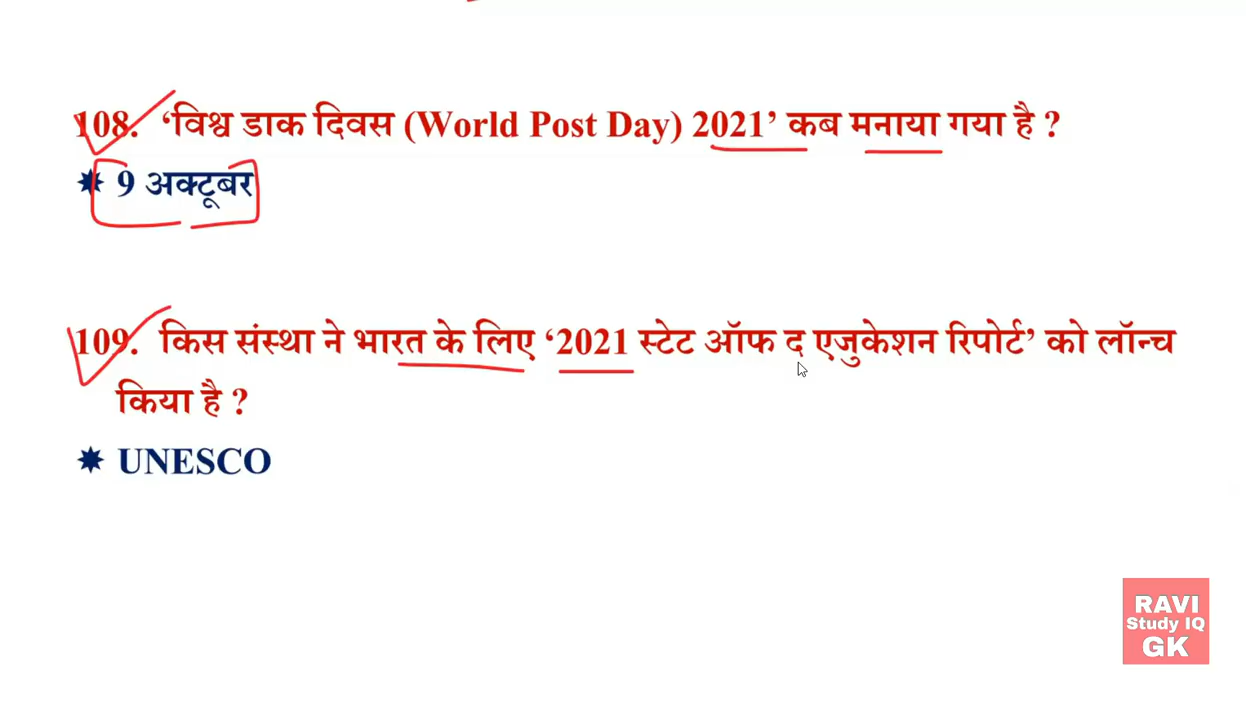 108. ‘विश्व डाक दिवस (World Post Day) 2021’ कब मनाया गया है ?
9 अक्टूबर
109. किस संस्था ने भारत के लिए ‘2021 स्टेट ऑफ द एजुकेशन रिपोर्ट’ को लॉन्च
किया है ?
UNESCO
RAVI
Study IQ
GK